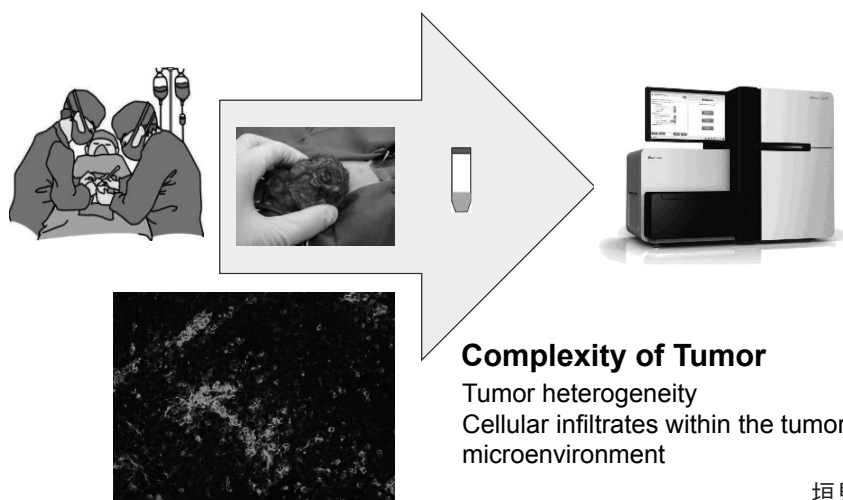 Complexity of Tumor
Tumor heterogeneity
Cellular infiltrates within the tumor
microenvironment